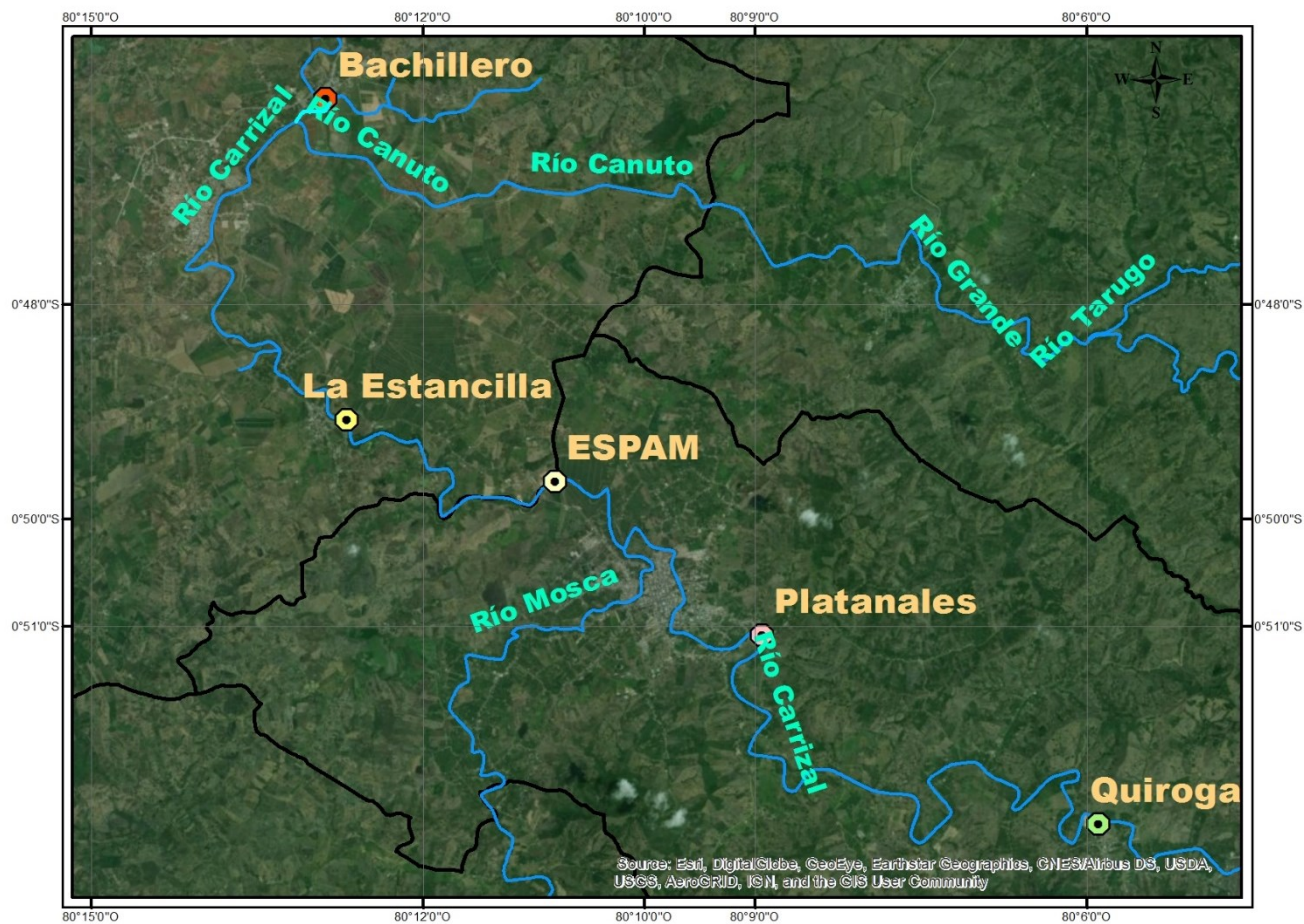 80°15'0"O 80°12'0"O 80°10'0"O 80°9'0"O 80°6'0"O
Bachillero
N
W E
S
Río Carrizal
Río Canuto
Río Canuto
Río Grande
Río Tarugo
0°48'0"S 0°48'0"S
La Estancilla
ESPAM
0°50'0"S 0°50'0"S
Río Mosca
Platanales
0°51'0"S 0°51'0"S
Río Carrizal
Quiroga
Source: Esri, DigitalGlobe, GeoEye, Earthstar Geographics, CNES/Airbus DS, USDA,
USGS, AeroGRID, IGN, and the GIS User Community
80°15'0"O 80°12'0"O 80°10'0"O 80°9'0"O 80°6'0"O